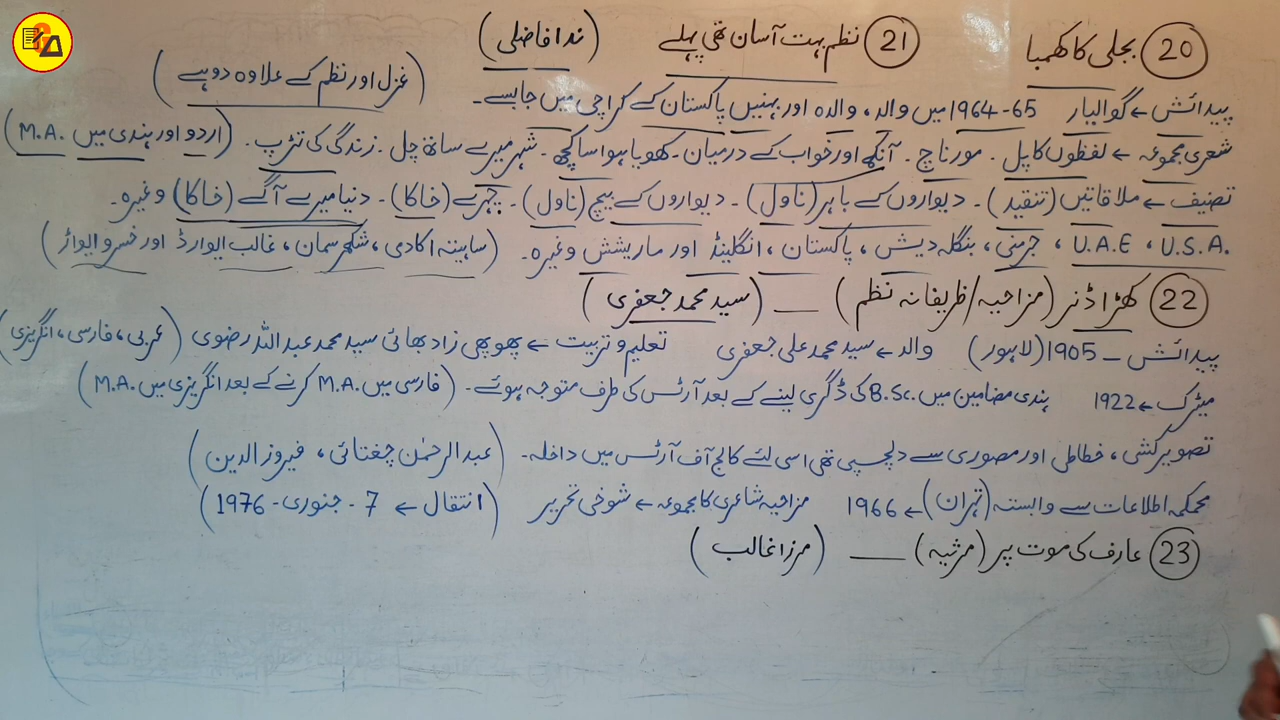 (20) بجلی کا کھمبا (21) نظم بہت آسان تھی پہلے (ندا فاضلی)
(غزل اور نظم کے علاوہ دوہے)
پیدائش ← گوالیار 65-1964 میں والد، والدہ اور بہنیں پاکستان کے کراچی میں جا بسے۔
شعری مجموعہ ← لفظوں کا پل۔ مور ناچ۔ آنکھ اور خواب کے درمیان۔ کھویا ہوا سا کچھ۔ شہر میرے ساتھ چل۔ زندگی کی تڑپ۔ (اردو اور ہندی میں M.A.)
تصنیف ← ملاقاتیں (تنقید)۔ دیواروں کے باہر (ناول)۔ دیواروں کے بیچ (ناول)۔ چہرے (خاکا)۔ دنیا میرے آگے (خاکا) وغیرہ۔
U.S.A. ، U.A.E ، جرمنی، بنگلہ دیش، پاکستان، انگلینڈ اور ماریشش وغیرہ۔ (ساہتیہ اکادمی، شکھر سمان، غالب ایوارڈ اور خسرو ایواڑ)
(22) کھڑا ڈنر (مزاحیہ/ظریفانہ نظم) — (سید محمد جعفری)
پیدائش – 1905 (لاہور) والد ← سید محمد علی جعفری تعلیم و تربیت ← پھوپھی زاد بھائی سید محمد عبداللہ رضوی (عربی، فارسی، انگریزی)
میٹرک ← 1922 ہندی مضامین میں B.Sc. کی ڈگری لینے کے بعد آرٹس کی طرف متوجہ ہوئے۔ (فارسی میں M.A. کرنے کے بعد انگریزی میں M.A.)
تصویر کشی، خطاطی اور مصوری سے دلچسپی تھی اسی لئے کالج آف آرٹس میں داخلہ۔ (عبدالرحمٰن چغتائی، فیروزالدین)
محکمہ اطلاعات سے وابستہ (تہران) ← 1966 مزاحیہ شاعری کا مجموعہ ← شوخی تحریر (انتقال ← 7 - جنوری - 1976)
(23) عارف کی موت پر (مرثیہ) — (مرزا غالب)